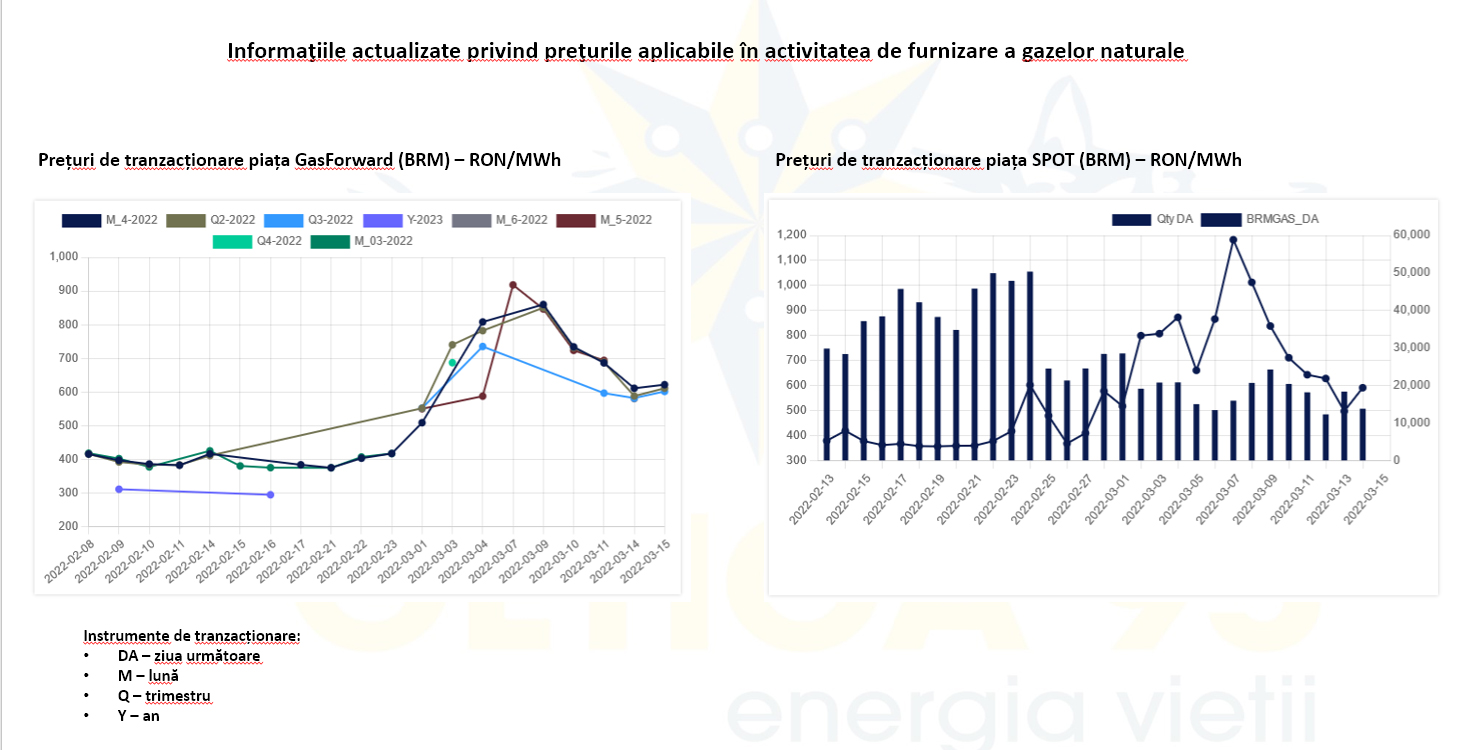 Informaţiile actualizate privind preţurile aplicabile în activitatea de furnizare a gazelor naturale
Prețuri de tranzacționare piața GasForward (BRM) – RON/MWh
M_4-2022 Q2-2022 Q3-2022 Y-2023 M_6-2022 M_5-2022
Q4-2022 M_03-2022
1,000
900
800
700
600
500
400
300
200
2022-02-08 2022-02-09 2022-02-10 2022-02-11 2022-02-14 2022-02-15 2022-02-16 2022-02-17 2022-02-21 2022-02-22 2022-02-23 2022-03-01 2022-03-03 2022-03-04 2022-03-07 2022-03-09 2022-03-10 2022-03-11 2022-03-14 2022-03-15
Prețuri de tranzacționare piața SPOT (BRM) – RON/MWh
Qty DA BRMGAS_DA
1,200
1,100
1,000
900
800
700
600
500
400
300
60,000
50,000
40,000
30,000
20,000
10,000
0
2022-02-13 2022-02-15 2022-02-17 2022-02-19 2022-02-21 2022-02-23 2022-02-25 2022-02-27 2022-03-01 2022-03-03 2022-03-05 2022-03-07 2022-03-09 2022-03-11 2022-03-13 2022-03-15
Instrumente de tranzacționare:
• DA – ziua următoare
• M – lună
• Q – trimestru
• Y – an
energia vietii